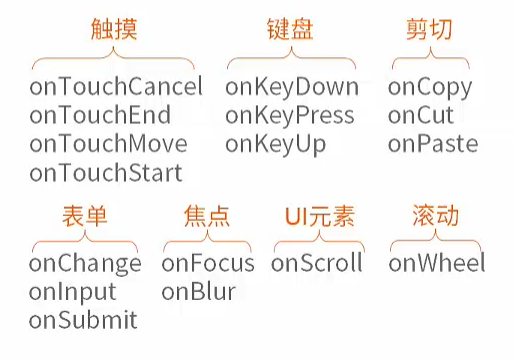 触摸 键盘 剪切
onTouchCancel onKeyDown onCopy
onTouchEnd onKeyPress onCut
onTouchMove onKeyUp onPaste
onTouchStart
表单 焦点 UI元素 滚动
onChange onFocus onScroll onWheel
onInput onBlur
onSubmit